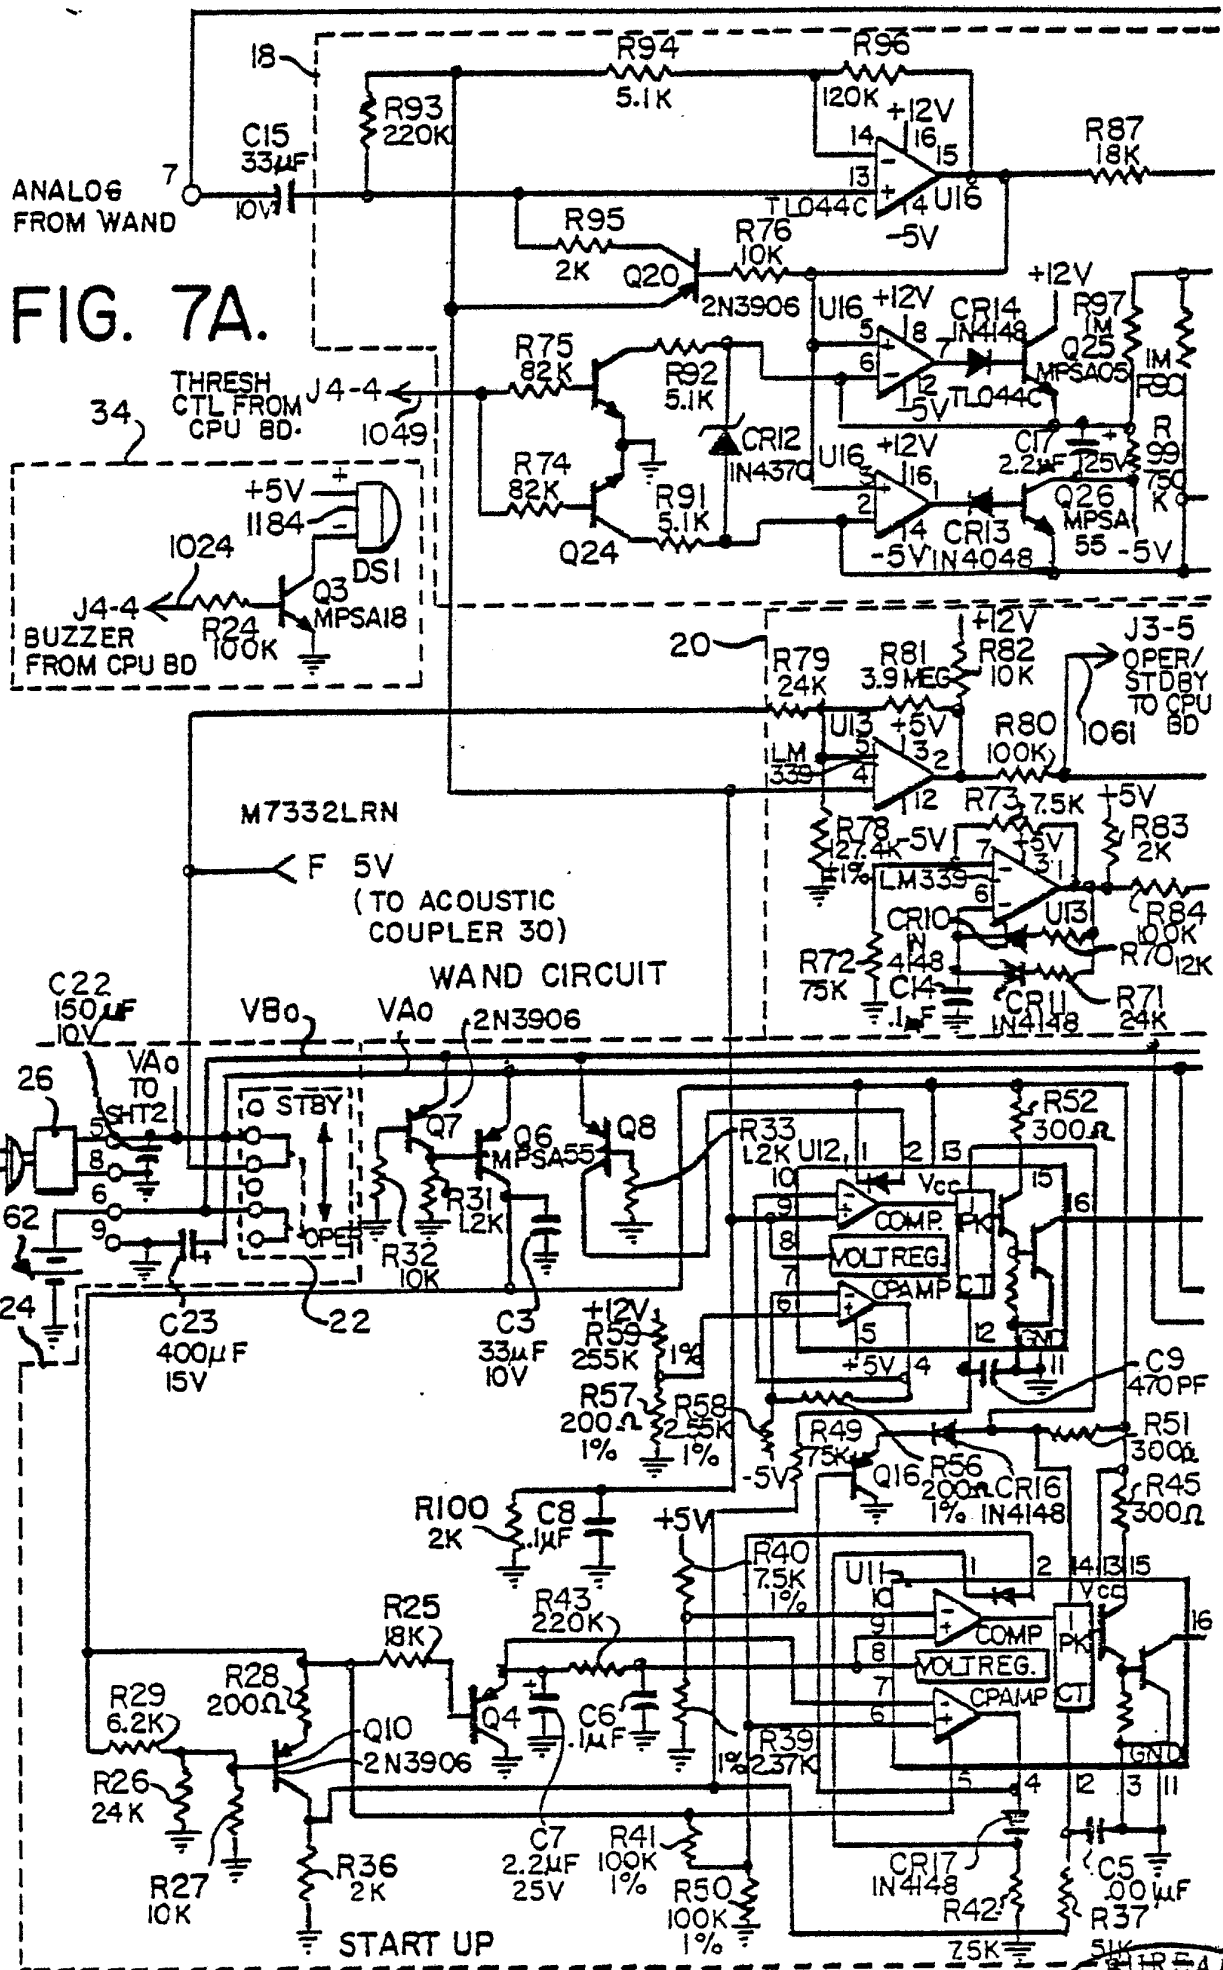 18
R94
5.1K
R96
120K
R93
220K
C15
33µF
10V
7
ANALOG
FROM WAND
+12V
14
16
15
13
TL044C
14
U16
-5V
R87
18K
R95
2K
Q20
R76
10K
2N3906
FIG. 7A.
U16
+12V
5
8
6
7
12
-5V
CR14
1N4148
+12V
R97
1M
Q25
MPSA05
TL044C
1M
R90
R75
82K
R92
5.1K
THRESH
CTL FROM
CPU BD.
J4-4
1049
CR12
1N4370
C17
2.2µF
+
25V
R
99
750
K
34
+5V
+
1184
-
DS1
1024
J4-4
BUZZER
FROM CPU BD
R24
100K
Q3
MPSA18
R74
82K
R91
5.1K
Q24
U16
+12V
3
16
1
2
14
-5V
CR13
1N4048
Q26
MPSA
55
-5V
20
R79
24K
R81
3.9 MEG
+12V
R82
10K
J3-5
OPER/
STDBY
TO CPU
BD
1061
U13
+5V
5
3
2
LM
339
4
12
-5V
R80
100K
R73
7.5K
+5V
R83
2K
R78
127.4K
1%
7
+5V
3
1
LM339
6
U13
R84
100K
CR10
1N
4148
R70
12K
R72
75K
C14
.1µF
CR11
1N4148
R71
24K
M7332LRN
F 5V
(TO ACOUSTIC
COUPLER 30)
WAND CIRCUIT
C22
150µF
10V
VBo
VAo
2N3906
26
VAo
TO
SHT2
5
8
6
9
STBY
OPER
62
24
22
C23
400µF
15V
Q7
Q6
MPSA55
Q8
R31
1.2K
R32
10K
R33
1.2K
C3
33µF
10V
U12
1
2
13
10
9
8
7
6
5
+5V
4
Vcc
COMP.
VOLT REG.
CPAMP
I
PK
CT
15
16
12
GND
11
R52
300Ω
C9
470PF
+12V
R59
255K
1%
R57
200Ω
1%
R58
2.55K
1%
-5V
R49
75K
Q16
R56
200Ω
1%
CR16
1N4148
R51
300Ω
R45
300Ω
R100
2K
C8
.1µF
+5V
R40
7.5K
1%
U11
1
2
14
13
15
10
9
8
7
6
5
4
Vcc
COMP
VOLT REG.
CPAMP
I
PK
CT
16
GND
12
3
11
R25
18K
R43
220K
R29
6.2K
R28
200Ω
Q10
2N3906
Q4
+
C6
.1µF
R39
1%
2.37K
R26
24K
R27
10K
R36
2K
C7
2.2µF
25V
R41
100K
1%
R50
100K
1%
CR17
1N4148
R42
75K
C5
.001µF
R37
51K
START UP